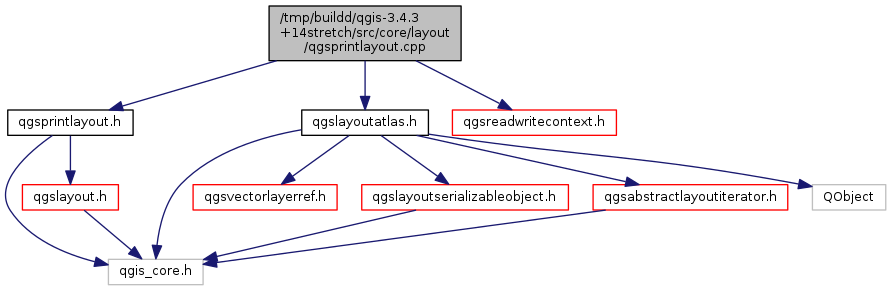 /tmp/buildd/qgis-3.4.3
+14stretch/src/core/layout
/qgsprintlayout.cpp
qgsprintlayout.h
qgslayoutatlas.h
qgsreadwritecontext.h
qgslayout.h
qgsvectorlayerref.h
qgslayoutserializableobject.h
qgsabstractlayoutiterator.h
QObject
qgis_core.h